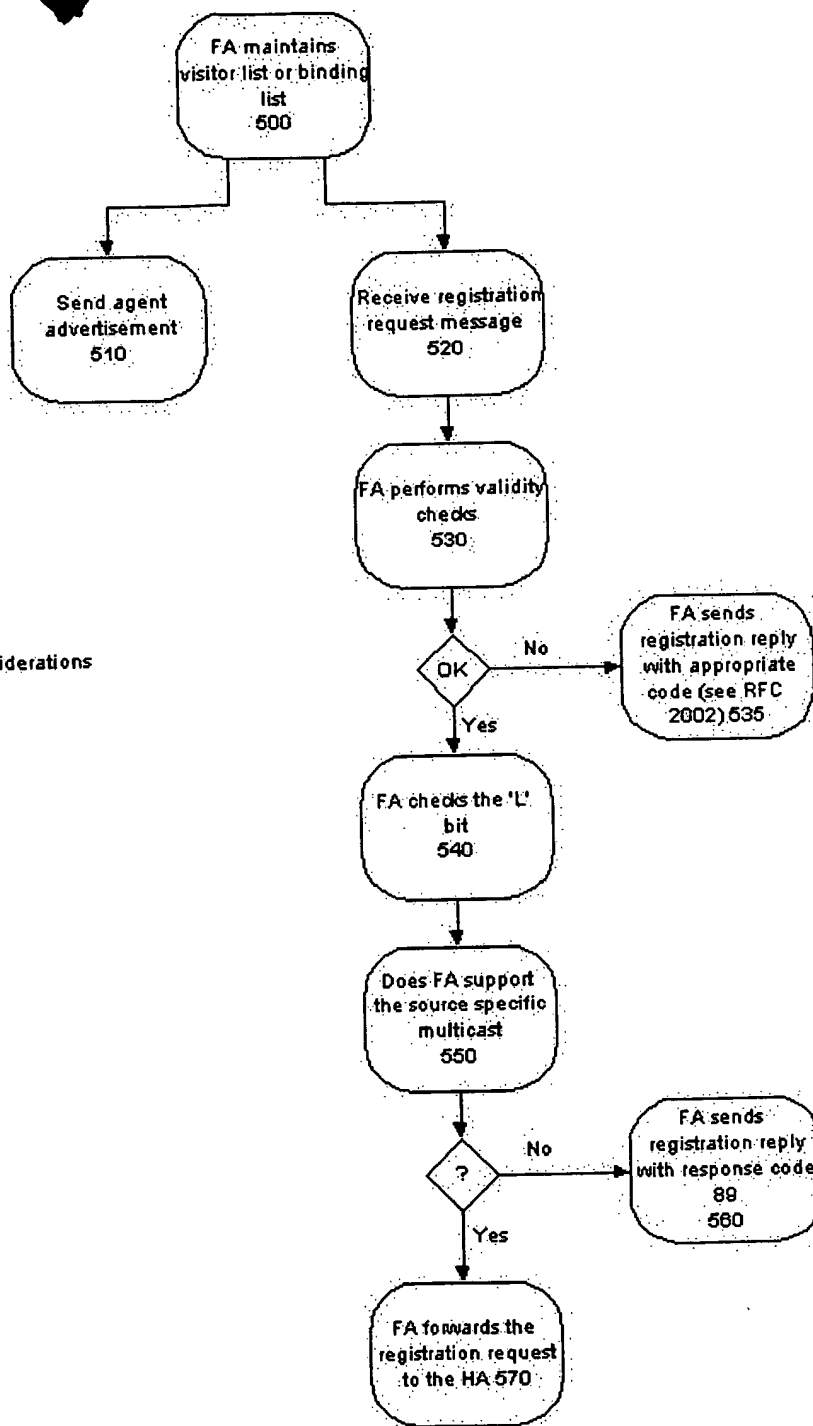 FA maintains
visitor list or binding
list
500
Send agent
advertisement
510
Receive registration
request message
520
FA performs validity
checks
530
OK
No
FA sends
registration reply
with appropriate
code (see RFC
2002) 535
iderations
Yes
FA checks the 'L'
bit
540
Does FA support
the source specific
multicast
550
?
No
FA sends
registration reply
with response code
89
560
Yes
FA forwards the
registration request
to the HA 570